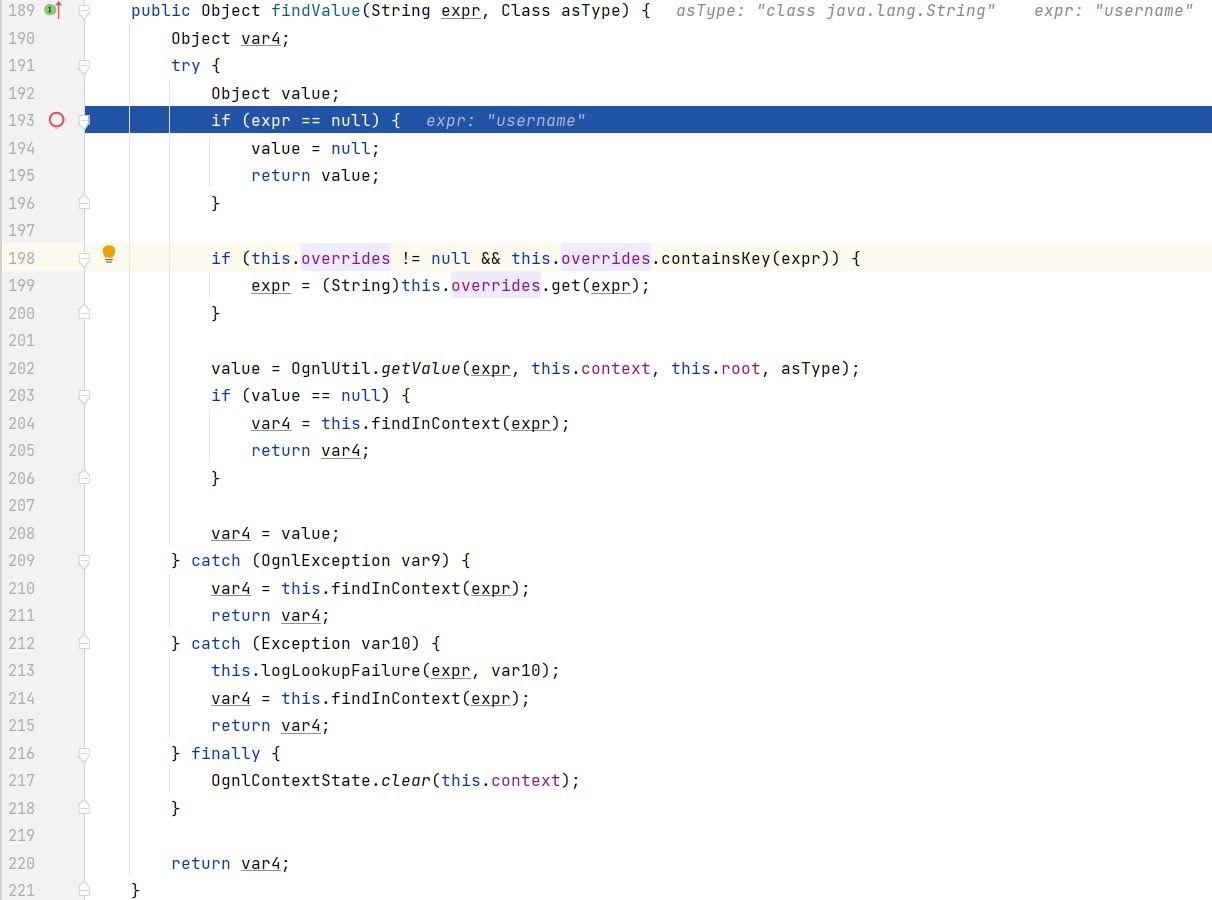 189 public Object findValue(String expr, Class asType) { asType: "class java.lang.String" expr: "username"
190 Object var4;
191 try {
192 Object value;
193 if (expr == null) { expr: "username"
194 value = null;
195 return value;
196 }
197
198 if (this.overrides != null && this.overrides.containsKey(expr)) {
199 expr = (String)this.overrides.get(expr);
200 }
201
202 value = OgnlUtil.getValue(expr, this.context, this.root, asType);
203 if (value == null) {
204 var4 = this.findInContext(expr);
205 return var4;
206 }
207
208 var4 = value;
209 } catch (OgnlException var9) {
210 var4 = this.findInContext(expr);
211 return var4;
212 } catch (Exception var10) {
213 this.logLookupFailure(expr, var10);
214 var4 = this.findInContext(expr);
215 return var4;
216 } finally {
217 OgnlContextState.clear(this.context);
218 }
219
220 return var4;
221 }